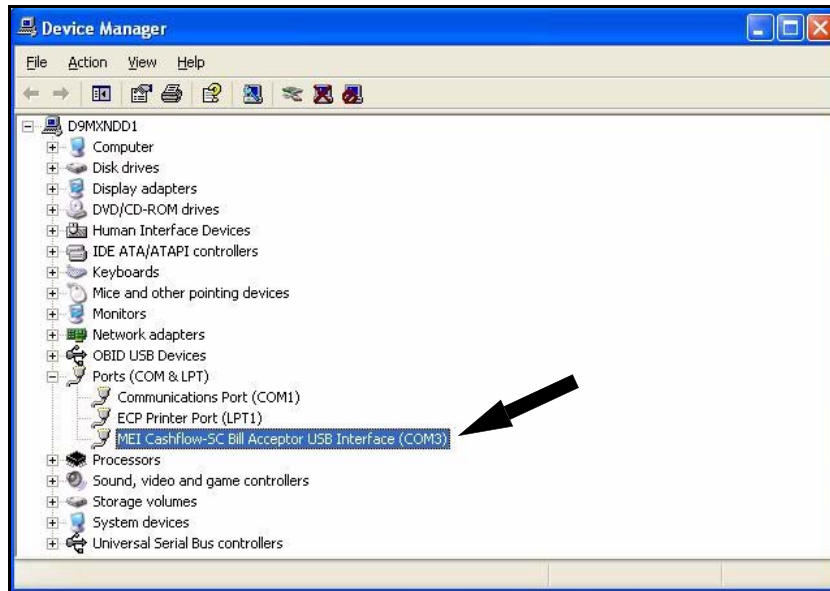 Device Manager
File Action View Help
D9MXNDD1
Computer
Disk drives
Display adapters
DVD/CD-ROM drives
Human Interface Devices
IDE ATA/ATAPI controllers
Keyboards
Mice and other pointing devices
Monitors
Network adapters
OBID USB Devices
Ports (COM & LPT)
Communications Port (COM1)
ECP Printer Port (LPT1)
MEI Cashflow-SC Bill Acceptor USB Interface (COM3)
Processors
Sound, video and game controllers
Storage volumes
System devices
Universal Serial Bus controllers